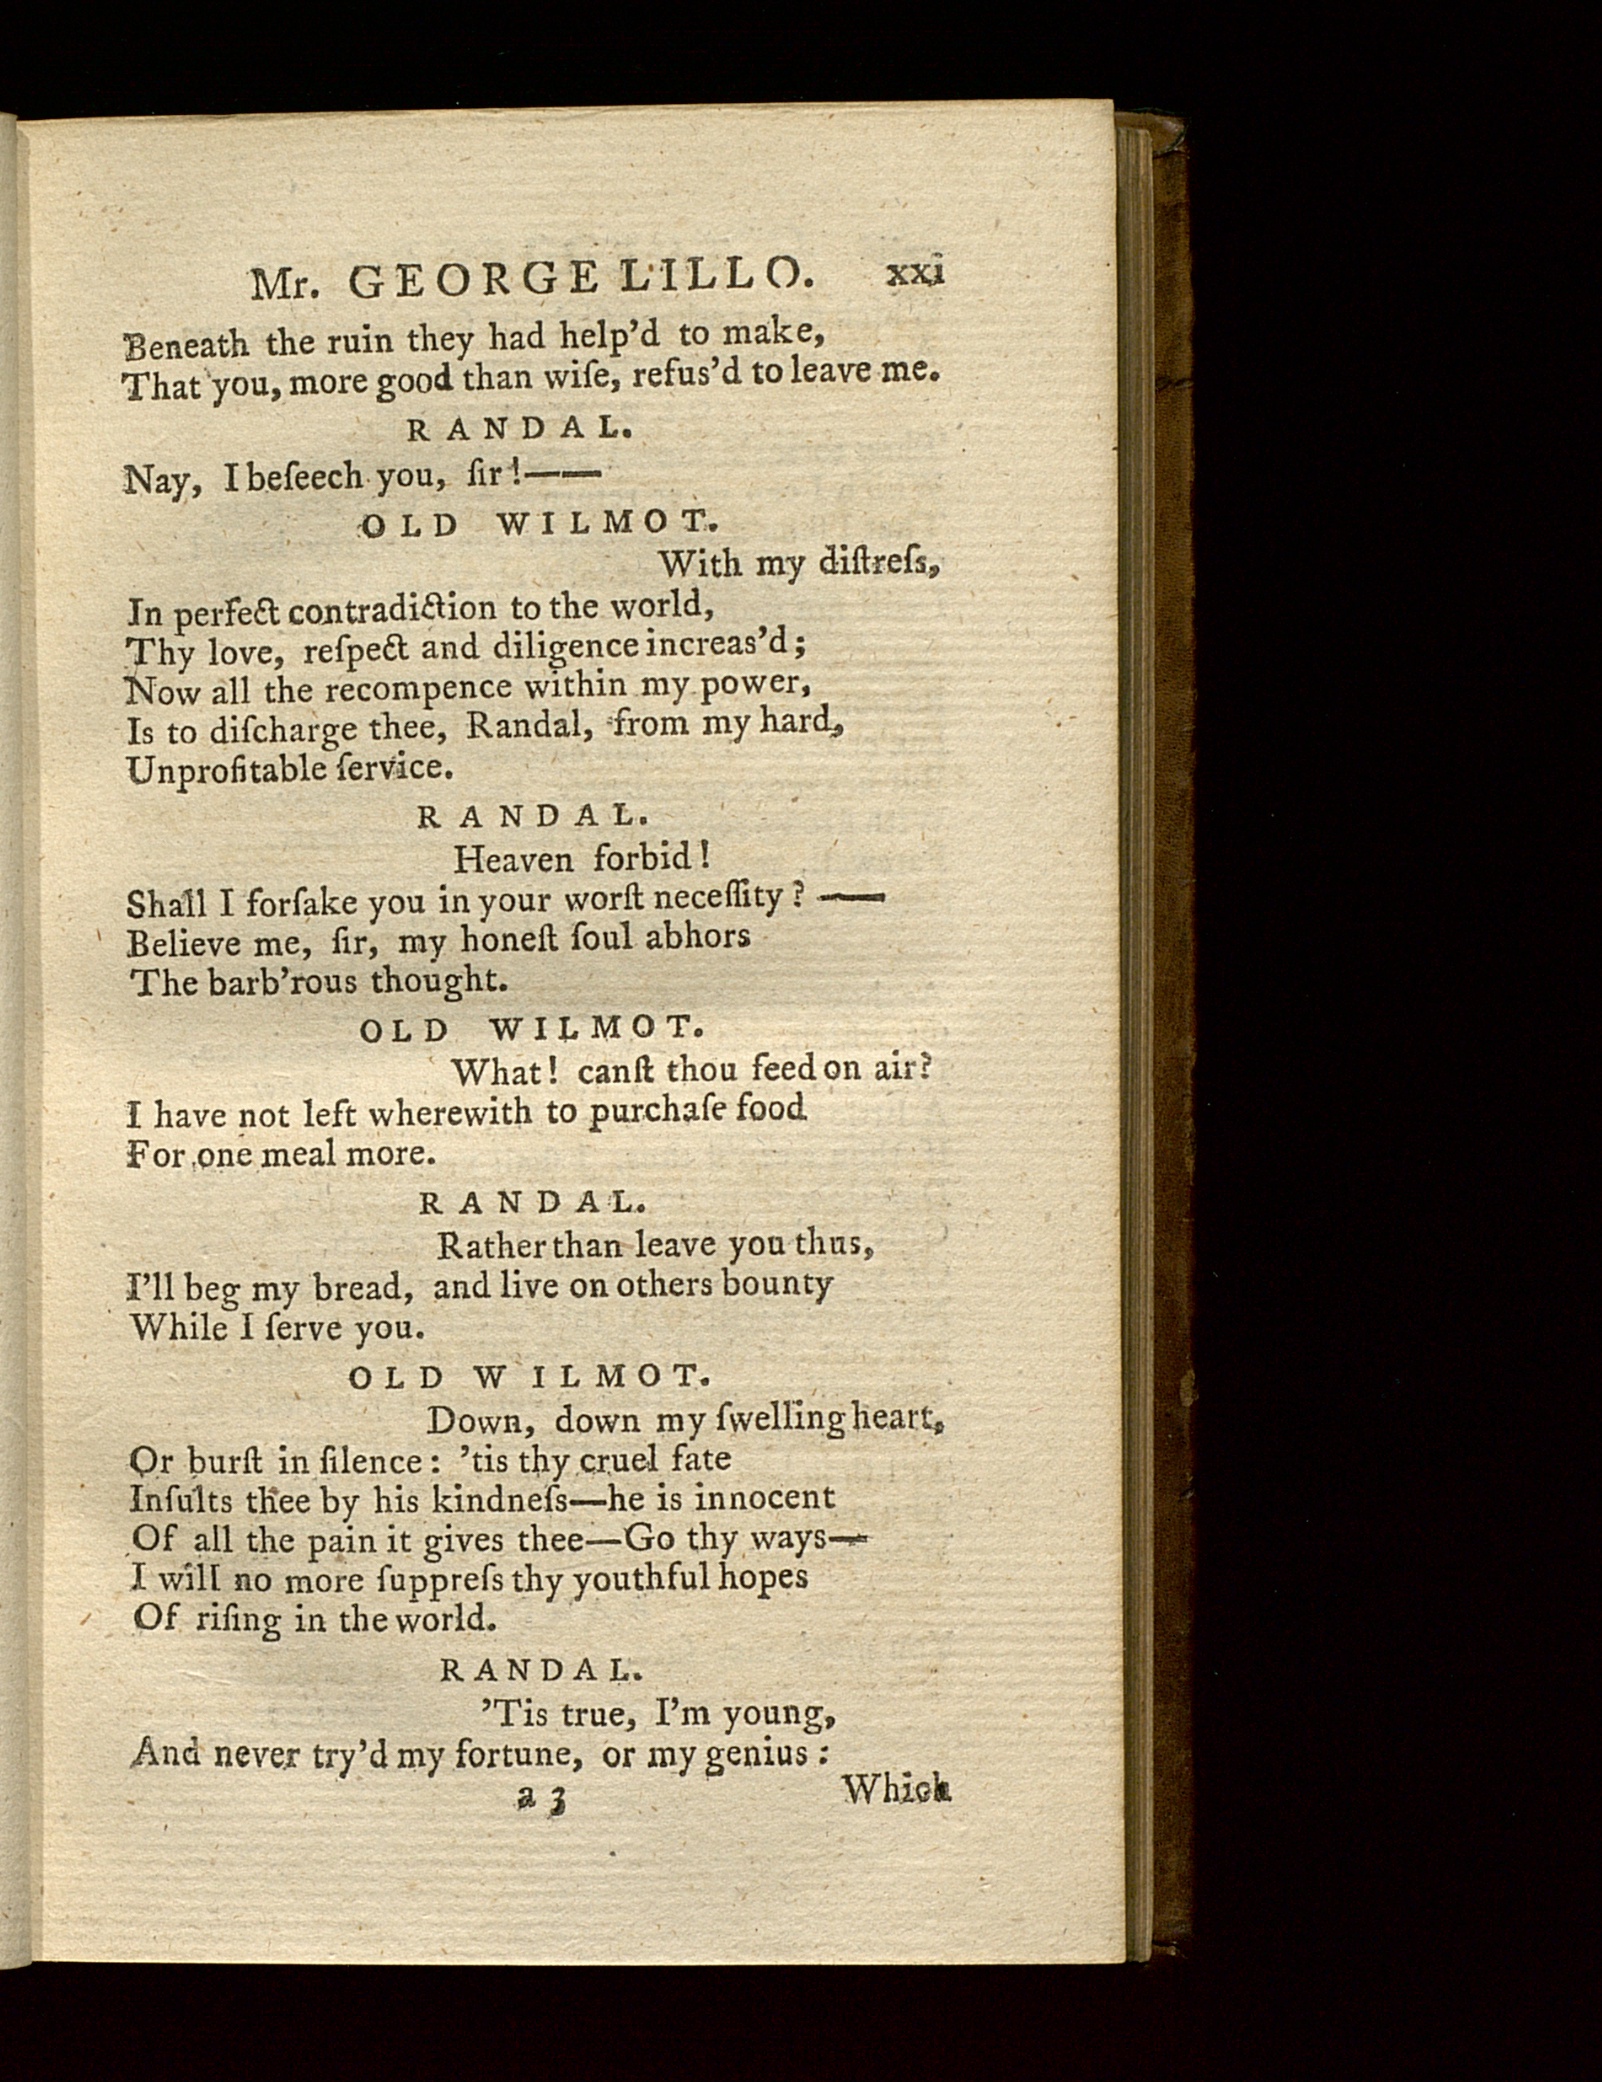 Mr. GEORGE LILLO. xxi
Beneath the ruin they had help'd to make,
That you, more good than wiſe, refus'd to leave me.
RANDAL.
Nay, I beſeech you, ſir!——
OLD WILMOT.
With my diſtreſs,
In perfect contradiction to the world,
Thy love, reſpect and diligence increas'd;
Now all the recompence within my power,
Is to diſcharge thee, Randal, from my hard,
Unprofitable ſervice.
RANDAL.
Heaven forbid!
Shall I forſake you in your worſt neceſſity?——
Believe me, ſir, my honeſt ſoul abhors
The barb'rous thought.
OLD WILMOT.
What! canſt thou feed on air?
I have not left wherewith to purchaſe food
For one meal more.
RANDAL.
Rather than leave you thus,
I'll beg my bread, and live on others bounty
While I ſerve you.
OLD WILMOT.
Down, down my ſwelling heart,
Or burſt in ſilence: 'tis thy cruel fate
Inſults thee by his kindneſs—he is innocent
Of all the pain it gives thee—Go thy ways—
I will no more ſuppreſs thy youthful hopes
Of riſing in the world.
RANDAL.
'Tis true, I'm young,
And never try'd my fortune, or my genius:
a 3 Which